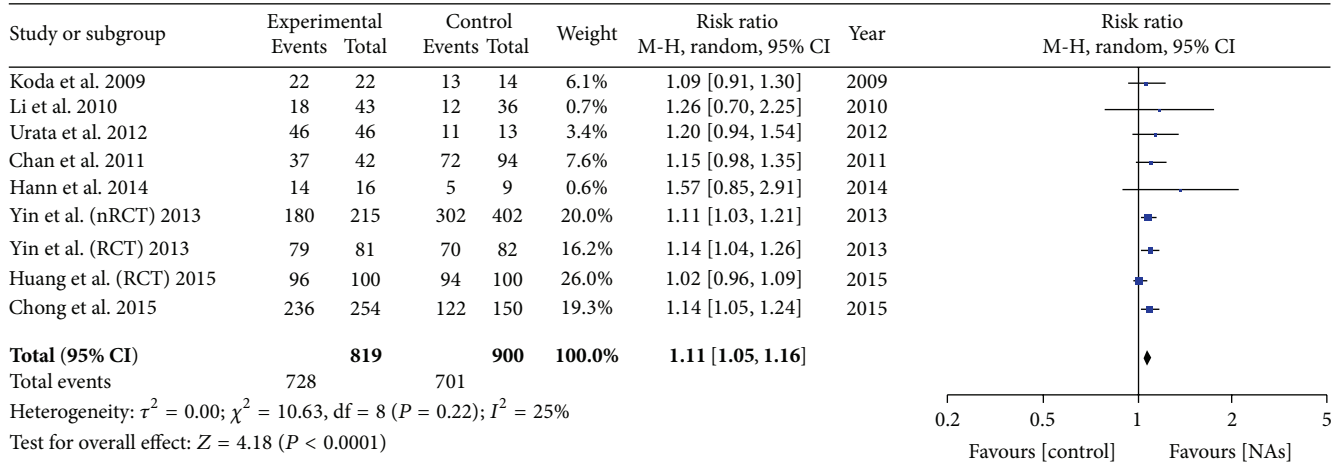 Study or subgroup Experimental Control Weight Risk ratio Year Risk ratio
Events Total Events Total M-H, random, 95% CI M-H, random, 95% CI
Koda et al. 2009 22 22 13 14 6.1% 1.09 [0.91, 1.30] 2009
Li et al. 2010 18 43 12 36 0.7% 1.26 [0.70, 2.25] 2010
Urata et al. 2012 46 46 11 13 3.4% 1.20 [0.94, 1.54] 2012
Chan et al. 2011 37 42 72 94 7.6% 1.15 [0.98, 1.35] 2011
Hann et al. 2014 14 16 5 9 0.6% 1.57 [0.85, 2.91] 2014
Yin et al. (nRCT) 2013 180 215 302 402 20.0% 1.11 [1.03, 1.21] 2013
Yin et al. (RCT) 2013 79 81 70 82 16.2% 1.14 [1.04, 1.26] 2013
Huang et al. (RCT) 2015 96 100 94 100 26.0% 1.02 [0.96, 1.09] 2015
Chong et al. 2015 236 254 122 150 19.3% 1.14 [1.05, 1.24] 2015
Total (95% CI) 819 900 100.0% 1.11 [1.05, 1.16]
Total events 728 701
Heterogeneity: τ² = 0.00; χ² = 10.63, df = 8 (P = 0.22); I² = 25%
Test for overall effect: Z = 4.18 (P < 0.0001)
0.2 0.5 1 2 5
Favours [control] Favours [NAs]